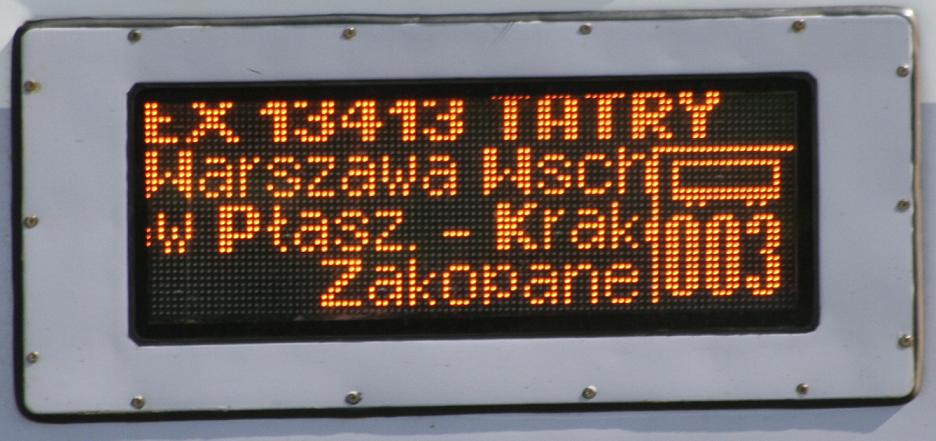 EX 13413 TATRY
Warszawa Wsch
w Płasz. - Krak
Zakopane
003